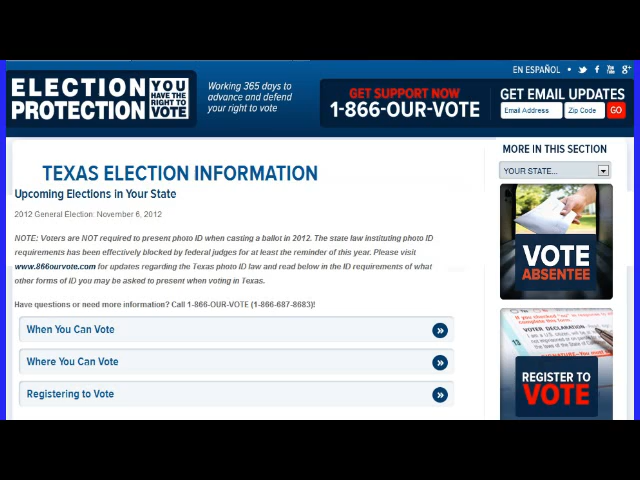 EN ESPAÑOL
ELECTION
PROTECTION
YOU
HAVE THE
RIGHT TO
VOTE
Working 365 days to
advance and defend
your right to vote
GET SUPPORT NOW
1-866-OUR-VOTE
GET EMAIL UPDATES
Email Address
Zip Code
GO
TEXAS ELECTION INFORMATION
Upcoming Elections in Your State
2012 General Election: November 6, 2012
NOTE: Voters are NOT required to present photo ID when casting a ballot in 2012. The state law instituting photo ID
requirements has been effectively blocked by federal judges for at least the reminder of this year. Please visit
www.866ourvote.com for updates regarding the Texas photo ID law and read below in the ID requirements of what
other forms of ID you may be asked to present when voting in Texas.
Have questions or need more information? Call 1-866-OUR-VOTE (1-866-687-8683)!
When You Can Vote
Where You Can Vote
Registering to Vote
MORE IN THIS SECTION
YOUR STATE...
VOTE
ABSENTEE
VOTER DECLARATION
REGISTER TO
VOTE